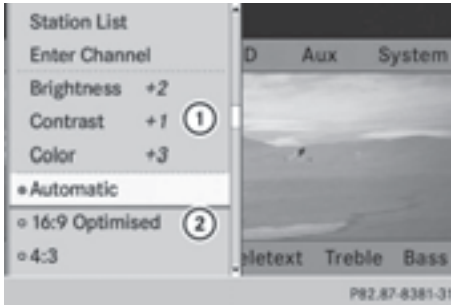 Station List
Enter Channel
D Aux System
Brightness +2
Contrast +1 ①
Color +3
Automatic
16:9 Optimised ②
4:3
eletext Treble Bass
P82.87-8381-31